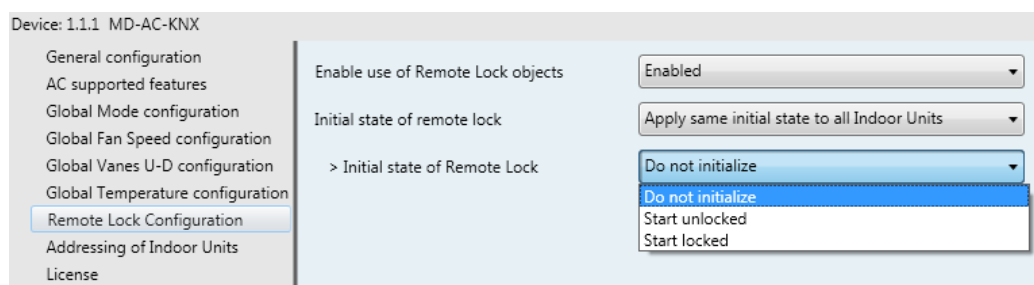 Device: 1.1.1 MD-AC-KNX
General configuration
AC supported features
Global Mode configuration
Global Fan Speed configuration
Global Vanes U-D configuration
Global Temperature configuration
Remote Lock Configuration
Addressing of Indoor Units
License
Enable use of Remote Lock objects
Enabled
Initial state of remote lock
Apply same initial state to all Indoor Units
> Initial state of Remote Lock
Do not initialize
Do not initialize
Start unlocked
Start locked